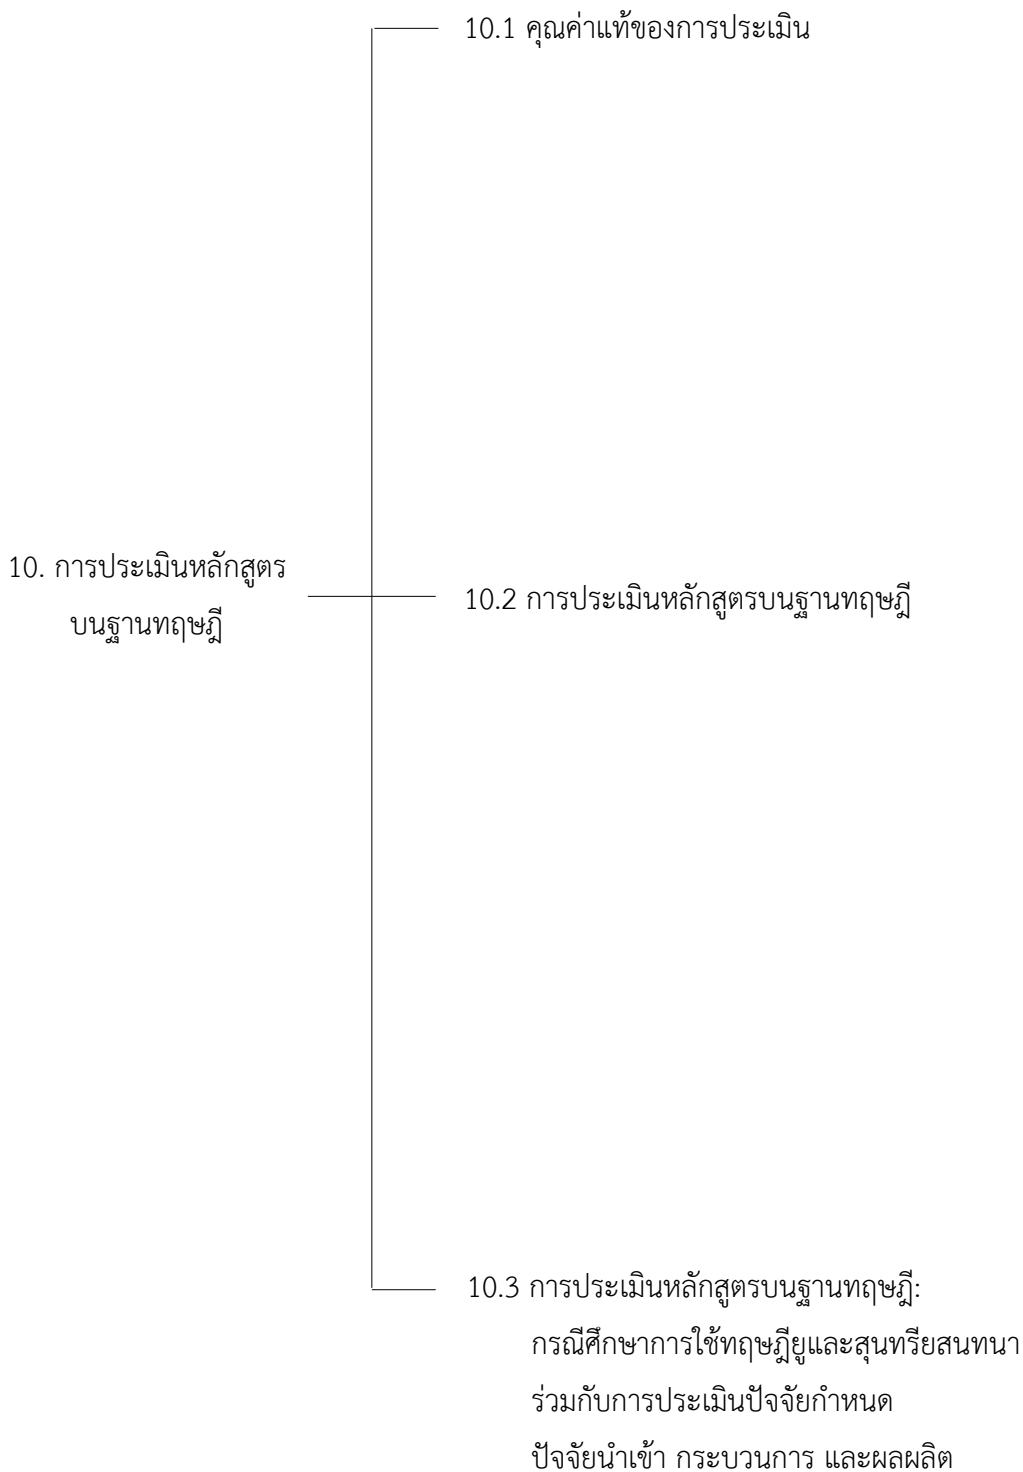 10.1 คุณค่าแท้ของการประเมิน
10. การประเมินหลักสูตร
บนฐานทฤษฎี
10.2 การประเมินหลักสูตรบนฐานทฤษฎี
10.3 การประเมินหลักสูตรบนฐานทฤษฎี:
กรณีศึกษาการใช้ทฤษฎียูและสุนทรียสนทนา
ร่วมกับการประเมินปัจจัยกำหนด
ปัจจัยนำเข้า กระบวนการ และผลผลิต